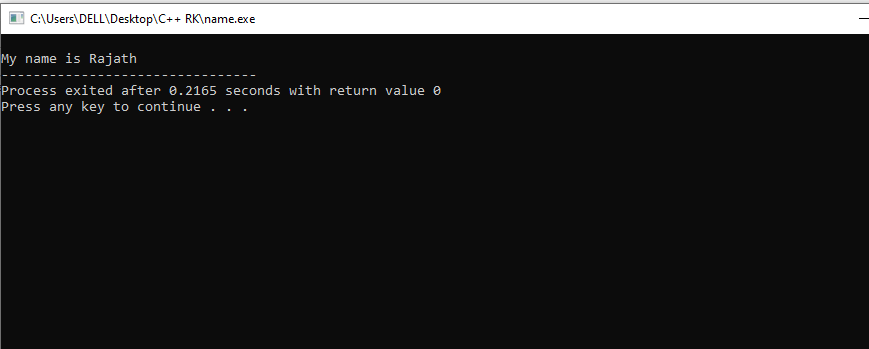 C:\Users\DELL\Desktop\C++ RK\name.exe
My name is Rajath
--------------------------------
Process exited after 0.2165 seconds with return value 0
Press any key to continue . . .